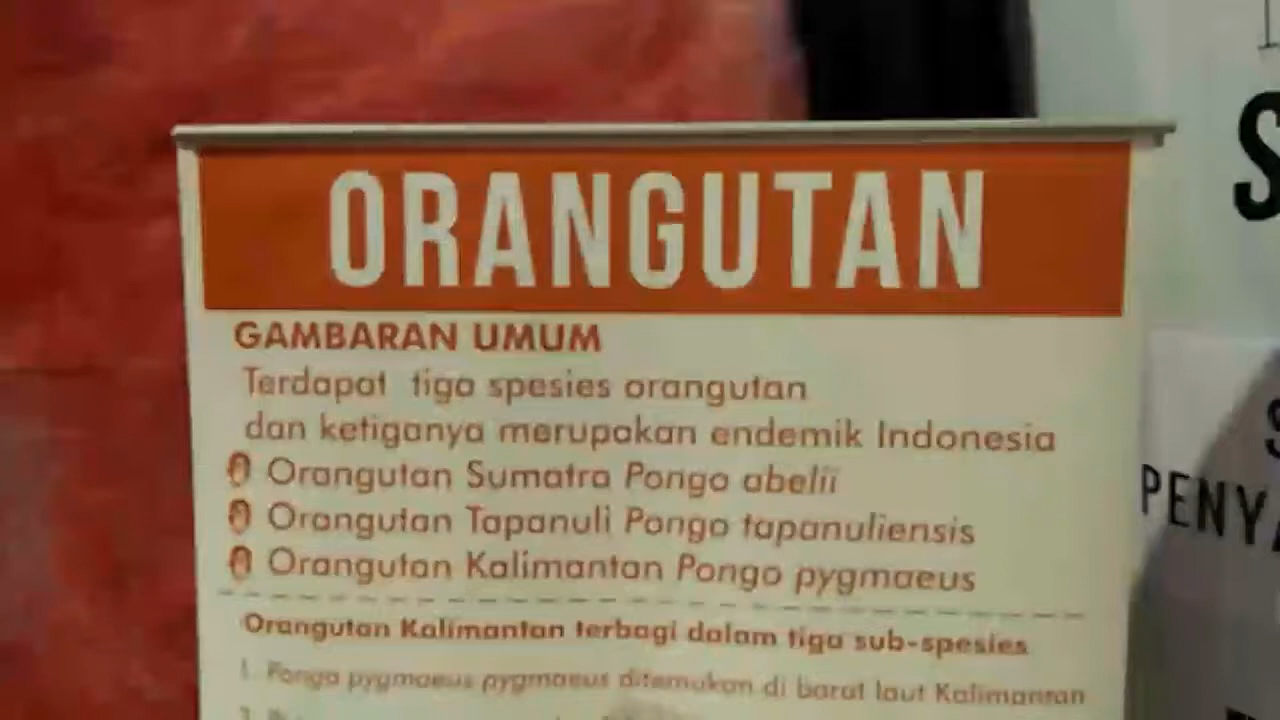 ORANGUTAN
GAMBARAN UMUM
Terdapat tiga spesies orangutan
dan ketiganya merupakan endemik Indonesia
Orangutan Sumatra Pongo abelii
Orangutan Tapanuli Pongo tapanuliensis
Orangutan Kalimantan Pongo pygmaeus
Orangutan Kalimantan terbagi dalam tiga sub-spesies
1. Pongo pygmaeus pygmaeus ditemukan di barat laut Kalimantan